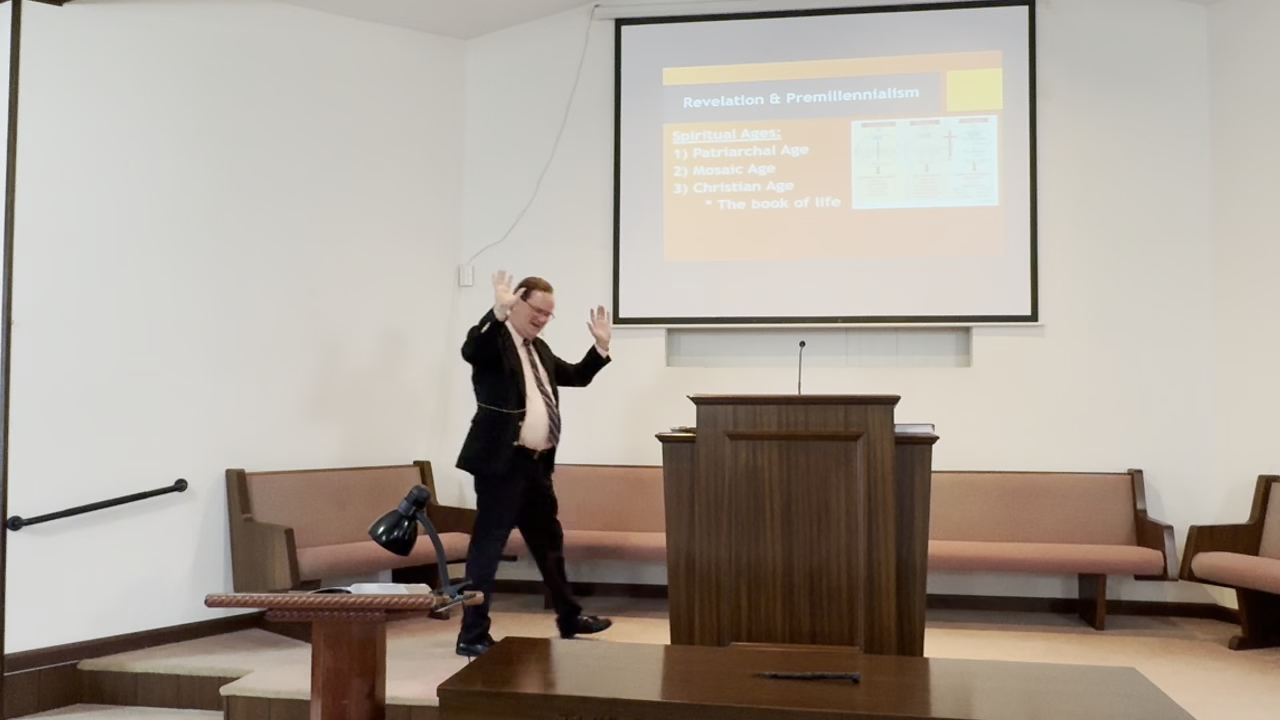 Revelation & Premillennialism
Spiritual Ages:
1) Patriarchal Age
2) Mosaic Age
3) Christian Age
* The book of life